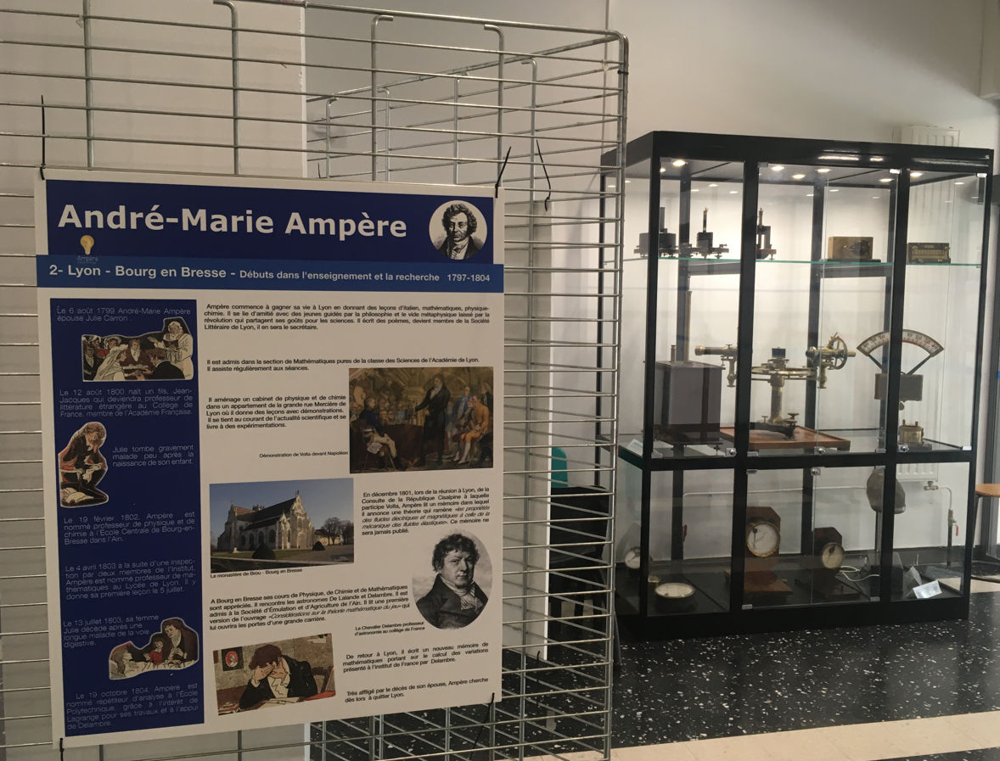 André-Marie Ampère
Ampère
2- Lyon - Bourg en Bresse - Débuts dans l'enseignement et la recherche 1797-1804
Le 6 août 1799 André-Marie Ampère
épouse Julie Carron .
Le 12 août 1800 naît un fils, Jean-
Jacques qui deviendra professeur de
littérature étrangère au Collège de
France, membre de l'Académie Française.
Julie tombe gravement
malade peu après la
naissance de son enfant.
Le 19 février 1802, Ampère est
nommé professeur de physique et de
chimie à l'École Centrale de Bourg-en-
Bresse dans l'Ain.
Le 4 avril 1803 à la suite d'une inspec-
tion par deux membres de l'Institut,
Ampère est nommé professeur de ma-
thématiques au Lycée de Lyon. Il y
donne sa première leçon le 5 juillet.
Le 13 juillet 1803, sa femme
Julie décède après une
longue maladie de la voie
digestive.
Le 19 octobre 1804, Ampère est
nommé répétiteur d'analyse à l'École
Polytechnique, grâce à l'intérêt de
Lagrange pour ses travaux et à l'appui
de Delambre.
Ampère commence à gagner sa vie à Lyon en donnant des leçons d'italien, mathématiques, physique-
chimie. Il se lie d'amitié avec des jeunes guidés par la philosophie et le vide métaphysique laissé par la
révolution qui partagent ses goûts pour les sciences. Il écrit des poèmes, devient membre de la Société
Littéraire de Lyon, il en sera le secrétaire.
Il est admis dans la section de Mathématiques pures de la classe des Sciences de l'Académie de Lyon.
Il assiste régulièrement aux séances.
Il aménage un cabinet de physique et de chimie
dans un appartement de la grande rue Mercière de
Lyon où il donne des leçons avec démonstrations.
Il se tient au courant de l'actualité scientifique et se
livre à des expérimentations.
Démonstration de Volta devant Napoléon
En décembre 1801, lors de la réunion à Lyon, de la
Consulte de la République Cisalpine à laquelle
participe Volta, Ampère lit un mémoire dans lequel
il annonce une théorie qui ramène «les propriétés
des fluides électriques et magnétiques à celle de la
mécanique des fluides élastiques». Ce mémoire ne
sera jamais publié.
Le monastère de Brou - Bourg en Bresse
A Bourg en Bresse ses cours de Physique, de Chimie et de Mathématiques
sont appréciés. Il rencontre les astronomes De Lalande et Delambre. Il est
admis à la Société d'Émulation et d'Agriculture de l'Ain. Il lit une première
version de l'ouvrage «Considérations sur la théorie mathématique du jeu» qui
lui ouvrira les portes d'une grande carrière.
Le Chevalier Delambre professeur
d'astronomie au collège de France
De retour à Lyon, il écrit un nouveau mémoire de
mathématiques portant sur le calcul des variations
présenté à l'institut de France par Delambre.
Très affligé par le décès de son épouse, Ampère cherche
dès lors à quitter Lyon.